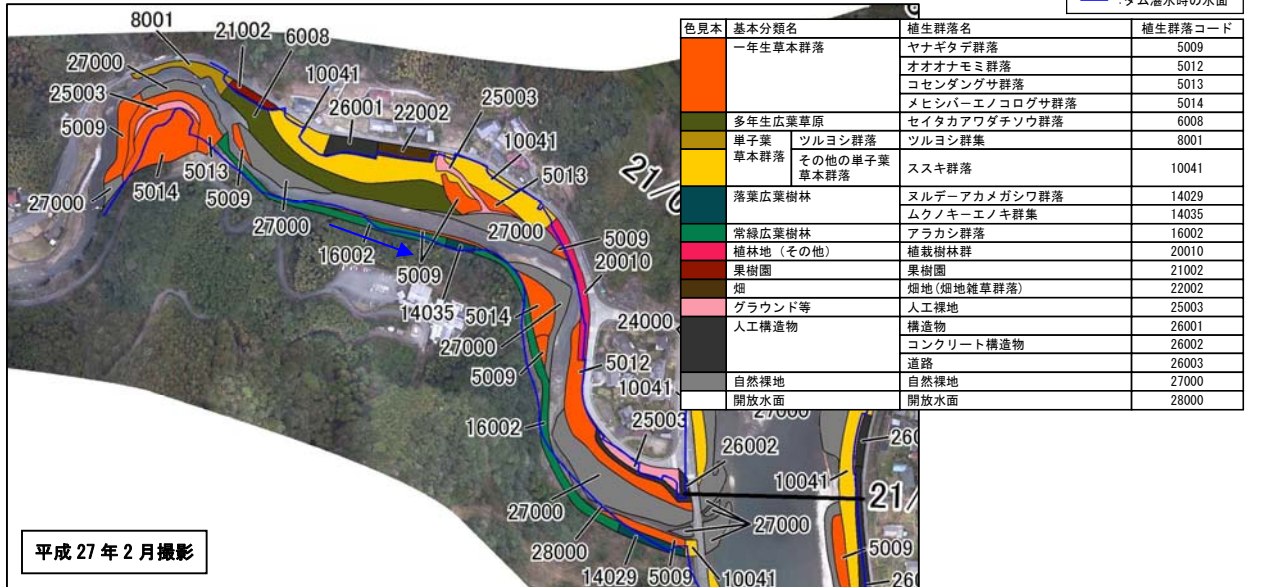 :ダム湛水時の水面
色見本 基本分類名 植生群落名 植生群落コード
一年生草本群落 ヤナギタデ群落 5009
オオオナモミ群落 5012
コセンダングサ群落 5013
メヒシバーエノコログサ群落 5014
多年生広葉草原 セイタカアワダチソウ群落 6008
単子葉草本群落 ツルヨシ群落 ツルヨシ群集 8001
その他の単子葉草本群落 ススキ群落 10041
落葉広葉樹林 ヌルデーアカメガシワ群落 14029
ムクノキーエノキ群集 14035
常緑広葉樹林 アラカシ群落 16002
植林地（その他） 植栽樹林群 20010
果樹園 果樹園 21002
畑 畑地(畑地雑草群落) 22002
グラウンド等 人工裸地 25003
人工構造物 構造物 26001
コンクリート構造物 26002
道路 26003
自然裸地 自然裸地 27000
開放水面 開放水面 28000
8001
21002
6008
27000
10041
25003
26001
22002
25003
5009
10041
5013
5013
5014
5009
27000
27000
27000
16002
5009
5009
20010
14035
5014
24000
27000
5012
5009
10041
25003
27000
16002
26002
10041
27000
27000
28000
5009
14029
5009
10041
平成 27 年 2 月撮影